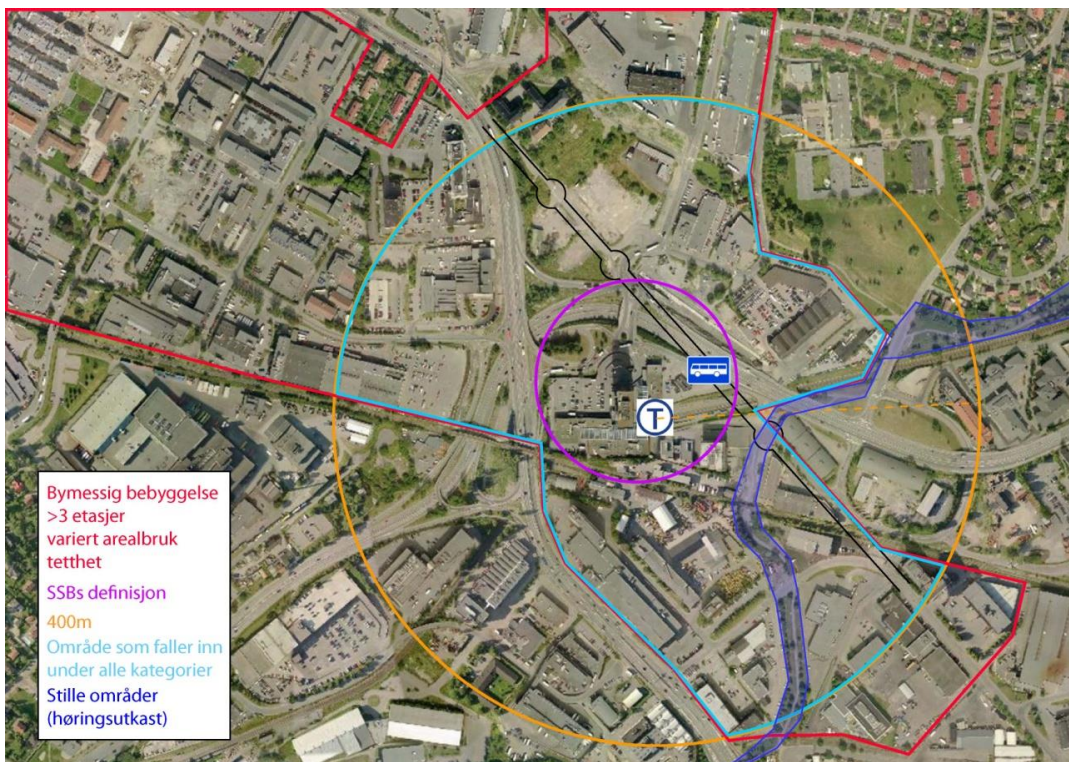 T
Bymessig bebyggelse
>3 etasjer
variert arealbruk
tetthet
SSBs definisjon
400m
Område som faller inn
under alle kategorier
Stille områder
(høringsutkast)